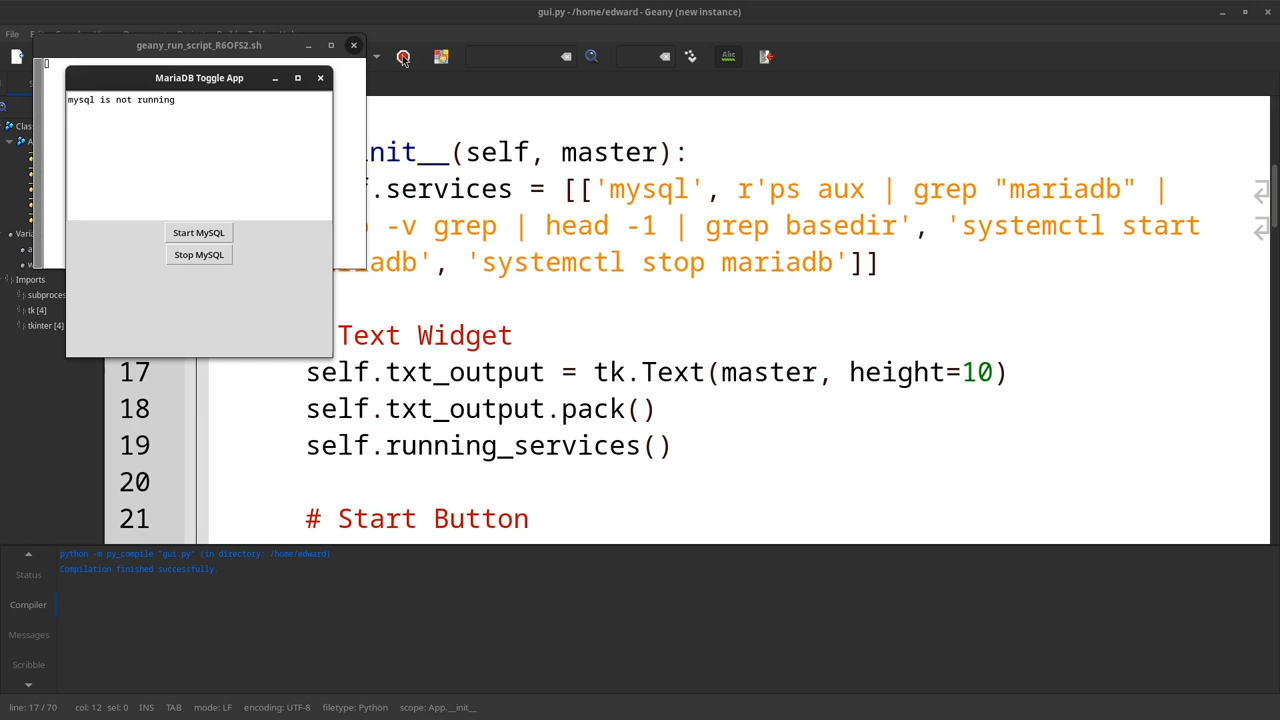 gui.py - /home/edward - Geany (new instance)
File
geany_run_script_R6OFS2.sh
Abc
MariaDB Toggle App
mysql is not running
Start MySQL
Stop MySQL
Imports
tk [4]
tkinter [4]
init__(self, master):
.services = [['mysql', r'ps aux | grep "mariadb" |
-v grep | head -1 | grep basedir', 'systemctl start
adb', 'systemctl stop mariadb']]
Text Widget
17 self.txt_output = tk.Text(master, height=10)
18 self.txt_output.pack()
19 self.running_services()
20
21 # Start Button
Status
Compiler
Messages
Scribble
python -m py_compile "gui.py" (in directory: /home/edward)
Compilation finished successfully.
line: 17 / 70 col: 12 sel: 0 INS TAB mode: LF encoding: UTF-8 filetype: Python scope: App.__init__